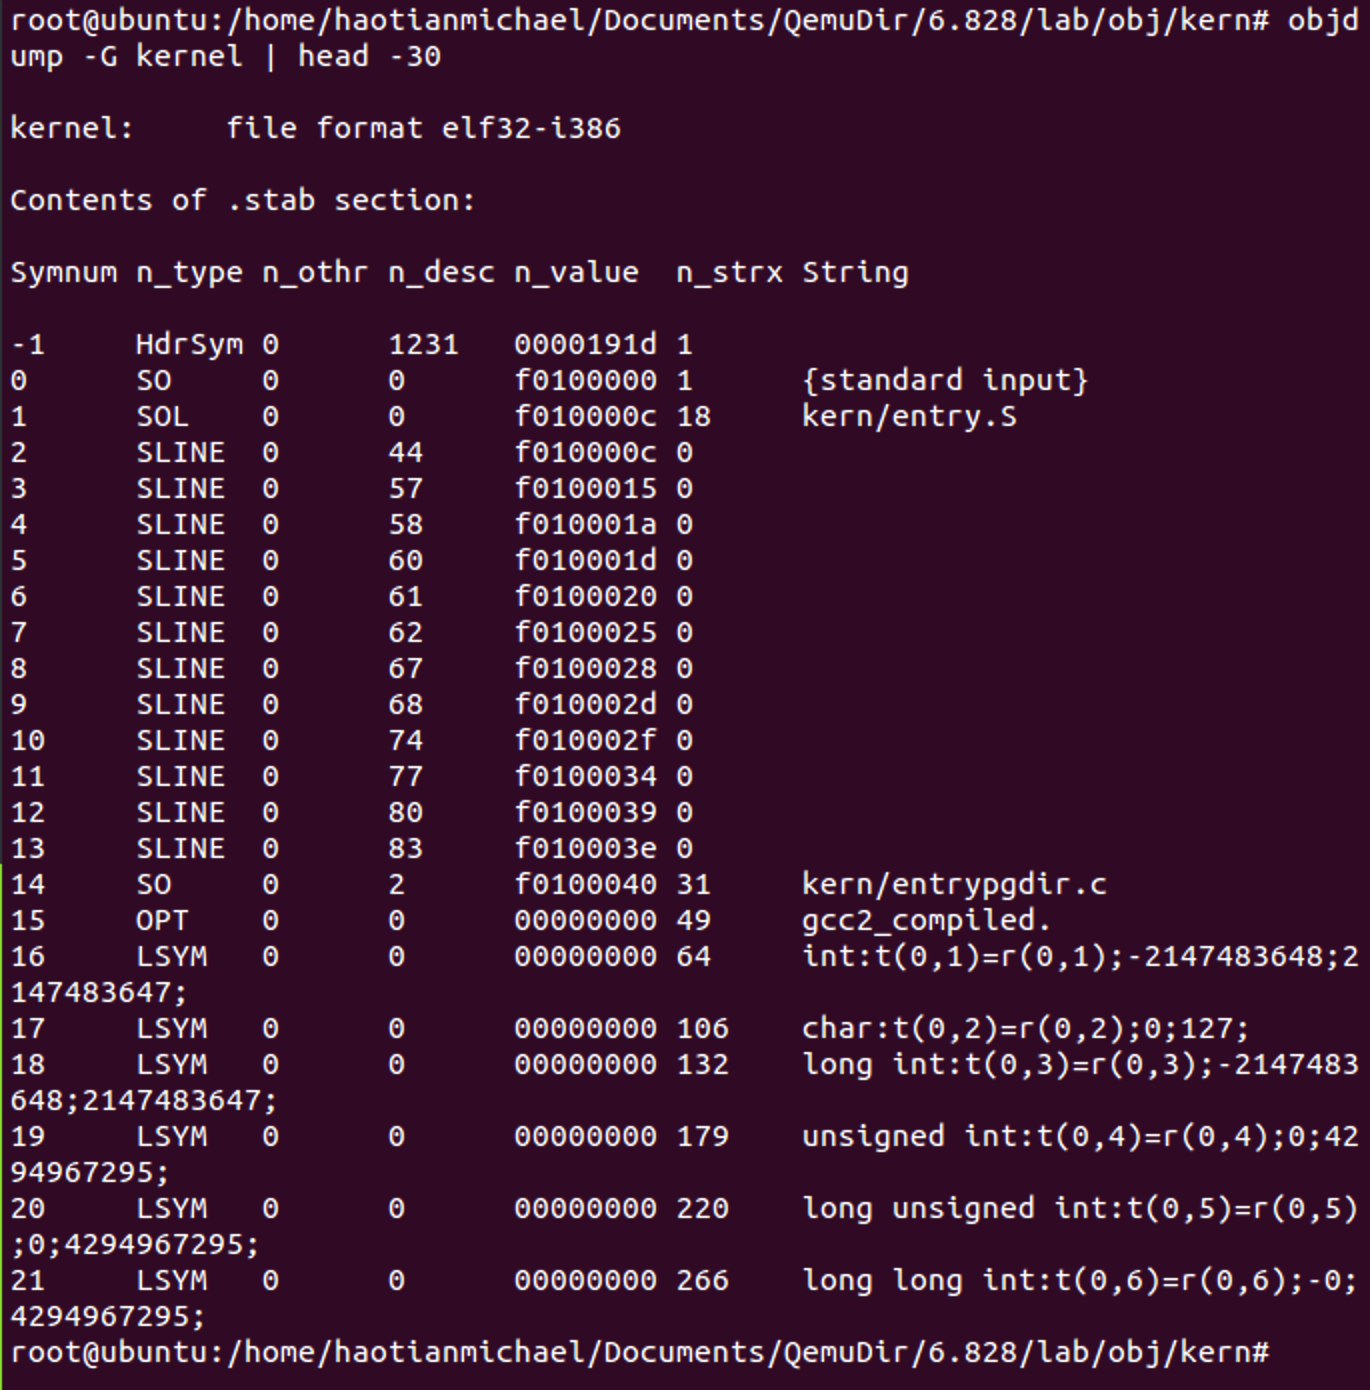 root@ubuntu:/home/haotianmichael/Documents/QemuDir/6.828/lab/obj/kern# objd
ump -G kernel | head -30
kernel:     file format elf32-i386
Contents of .stab section:
Symnum n_type n_othr n_desc n_value  n_strx String
-1     HdrSym 0      1231   0000191d 1
0      SO     0      0      f0100000 1      {standard input}
1      SOL    0      0      f010000c 18     kern/entry.S
2      SLINE  0      44     f010000c 0
3      SLINE  0      57     f0100015 0
4      SLINE  0      58     f010001a 0
5      SLINE  0      60     f010001d 0
6      SLINE  0      61     f0100020 0
7      SLINE  0      62     f0100025 0
8      SLINE  0      67     f0100028 0
9      SLINE  0      68     f010002d 0
10     SLINE  0      74     f010002f 0
11     SLINE  0      77     f0100034 0
12     SLINE  0      80     f0100039 0
13     SLINE  0      83     f010003e 0
14     SO     0      2      f0100040 31     kern/entrypgdir.c
15     OPT    0      0      00000000 49     gcc2_compiled.
16     LSYM   0      0      00000000 64     int:t(0,1)=r(0,1);-2147483648;2
147483647;
17     LSYM   0      0      00000000 106    char:t(0,2)=r(0,2);0;127;
18     LSYM   0      0      00000000 132    long int:t(0,3)=r(0,3);-2147483
648;2147483647;
19     LSYM   0      0      00000000 179    unsigned int:t(0,4)=r(0,4);0;42
94967295;
20     LSYM   0      0      00000000 220    long unsigned int:t(0,5)=r(0,5)
;0;4294967295;
21     LSYM   0      0      00000000 266    long long int:t(0,6)=r(0,6);-0;
4294967295;
root@ubuntu:/home/haotianmichael/Documents/QemuDir/6.828/lab/obj/kern#